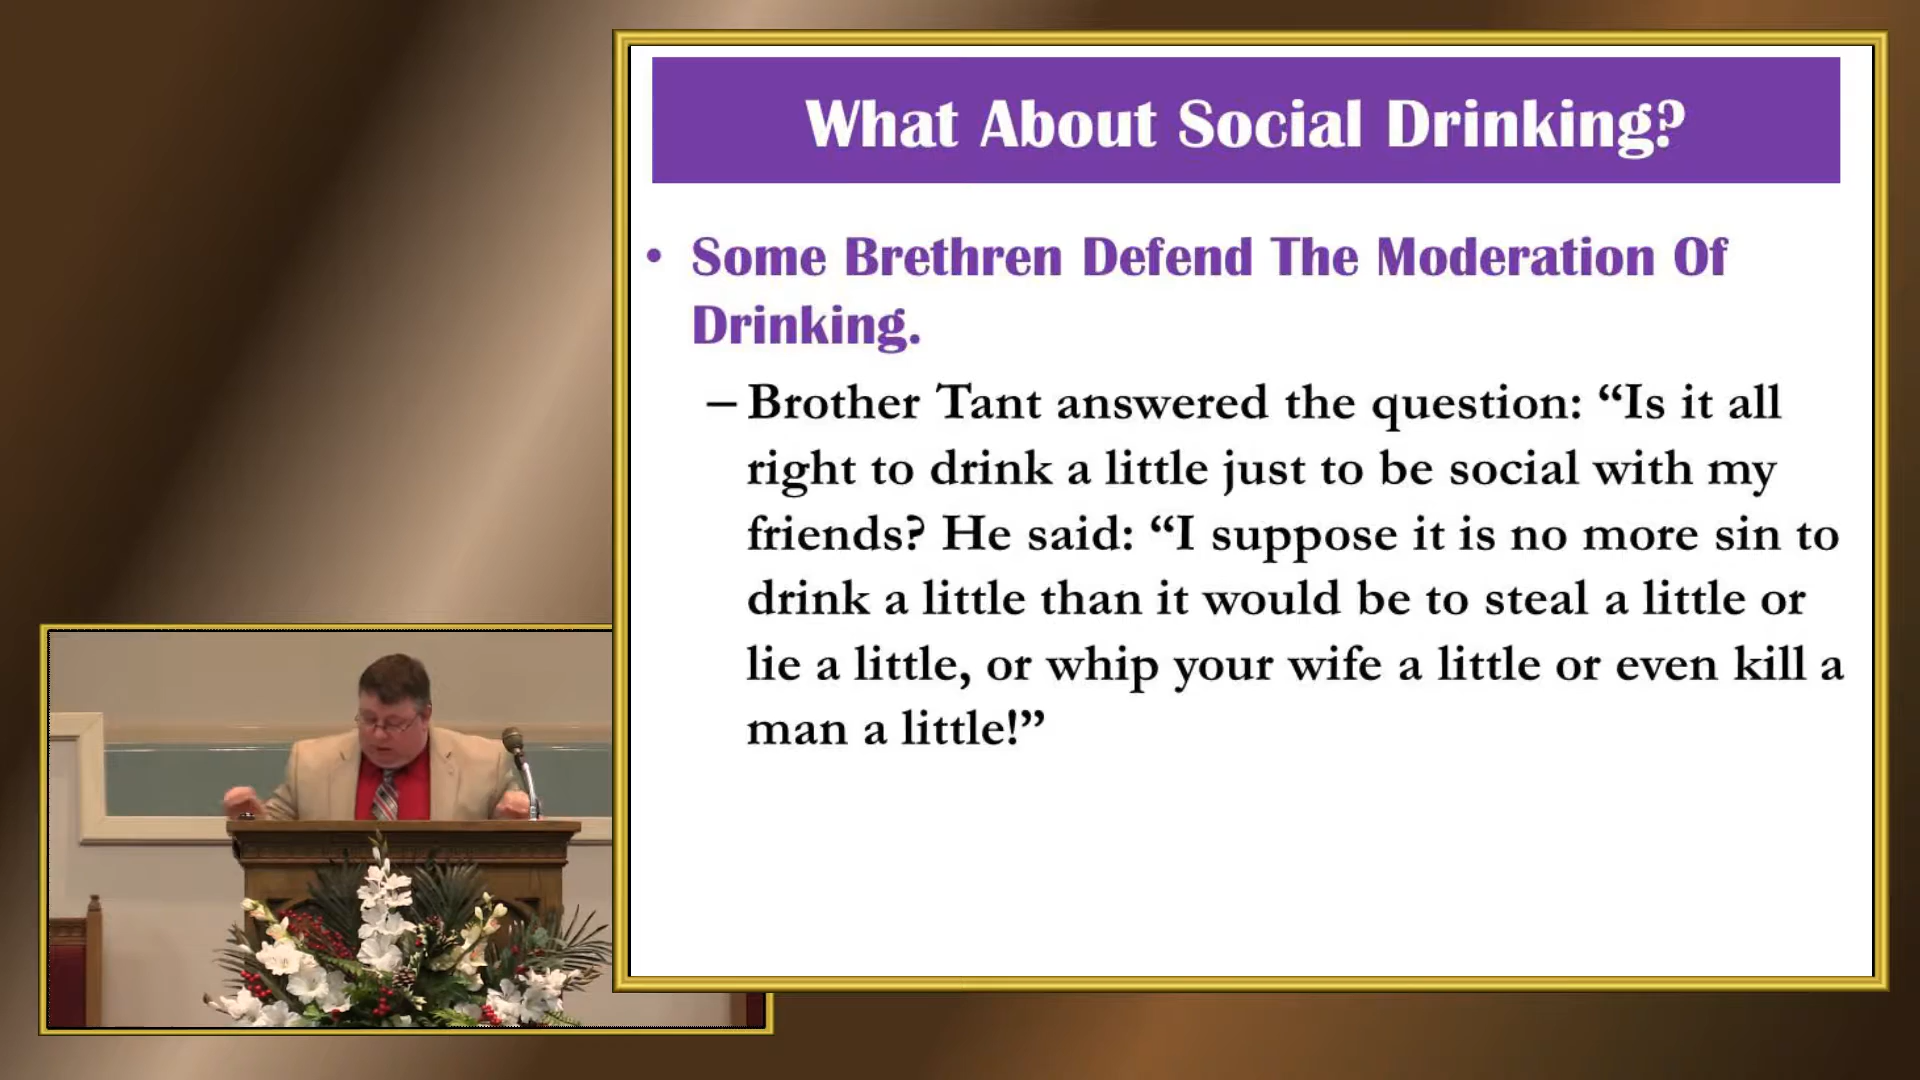 What About Social Drinking?
• Some Brethren Defend The Moderation Of
Drinking.
– Brother Tant answered the question: “Is it all
right to drink a little just to be social with my
friends? He said: “I suppose it is no more sin to
drink a little than it would be to steal a little or
lie a little, or whip your wife a little or even kill a
man a little!”